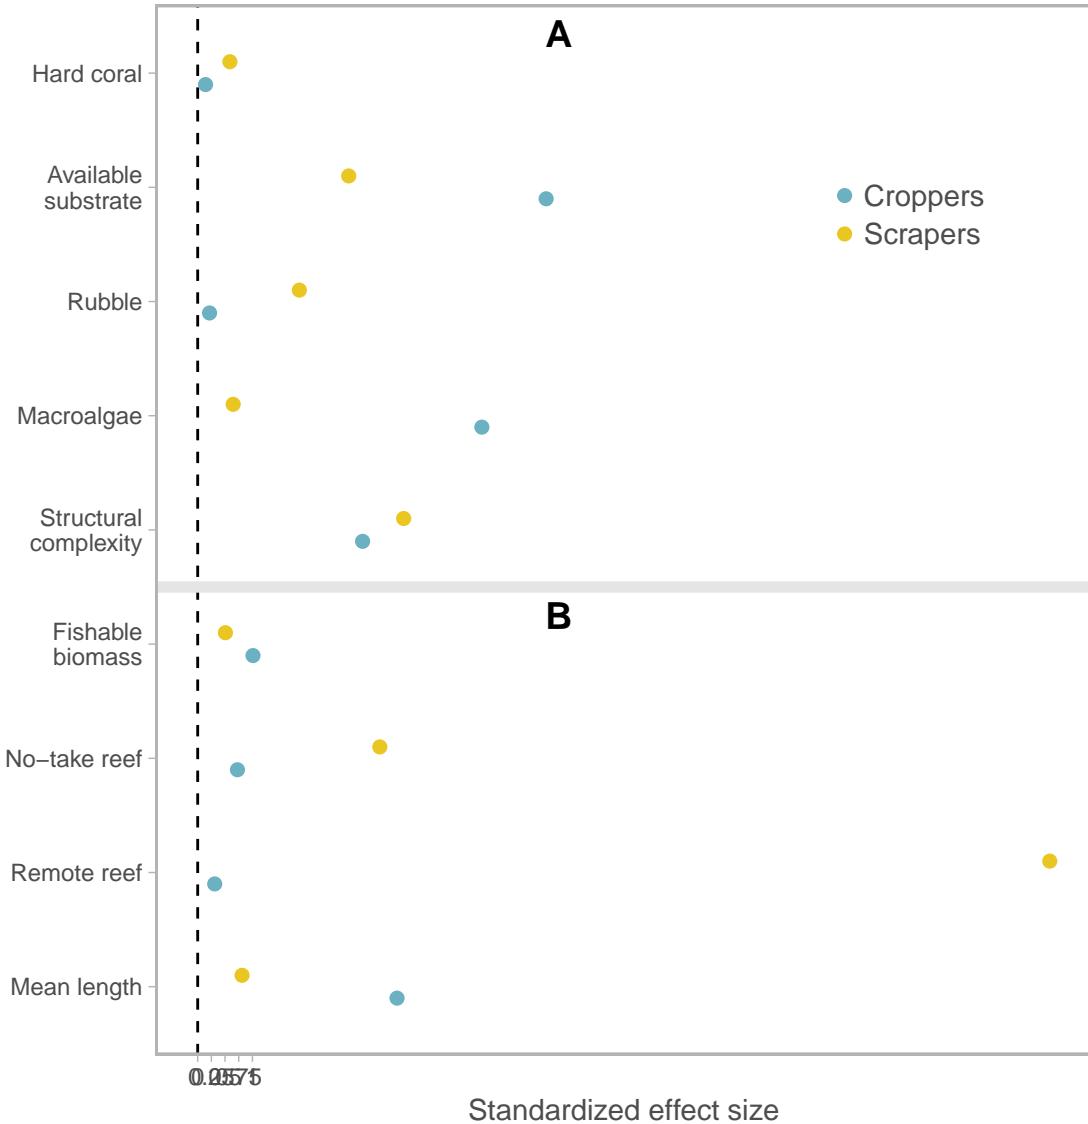 A
Hard coral
Available
substrate
Croppers
Scrapers
Rubble
Macroalgae
Structural
complexity
B
Fishable
biomass
No−take reef
Remote reef
Mean length
Standardized effect size